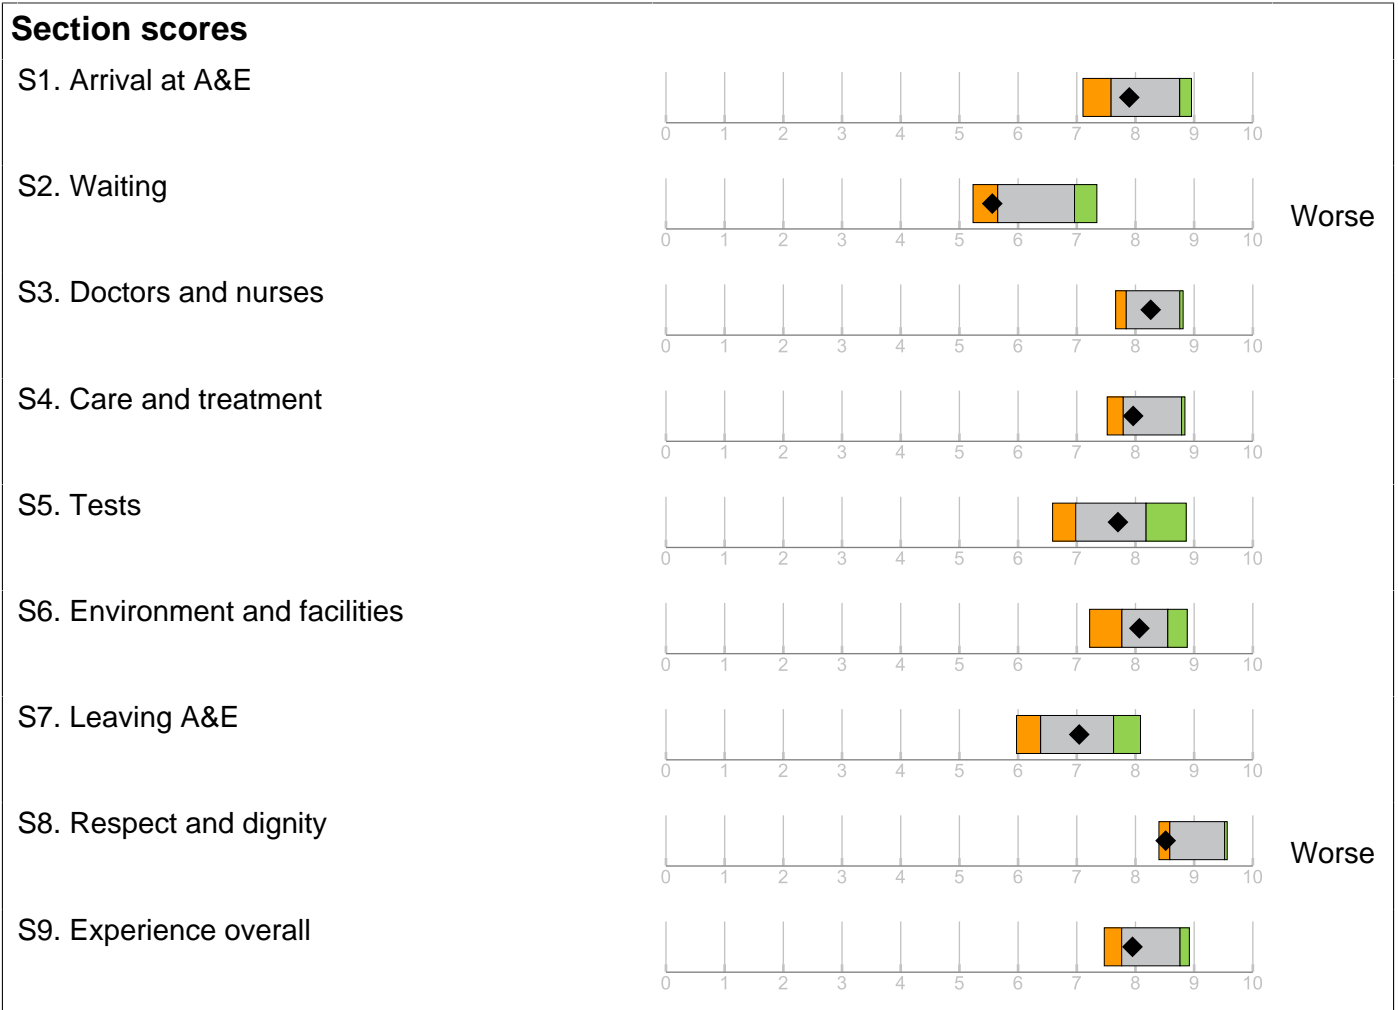 Section scores
S1. Arrival at A&E
0 1 2 3 4 5 6 7 8 9 10
S2. Waiting
Worse
0 1 2 3 4 5 6 7 8 9 10
S3. Doctors and nurses
0 1 2 3 4 5 6 7 8 9 10
S4. Care and treatment
0 1 2 3 4 5 6 7 8 9 10
S5. Tests
0 1 2 3 4 5 6 7 8 9 10
S6. Environment and facilities
0 1 2 3 4 5 6 7 8 9 10
S7. Leaving A&E
0 1 2 3 4 5 6 7 8 9 10
S8. Respect and dignity
Worse
0 1 2 3 4 5 6 7 8 9 10
S9. Experience overall
0 1 2 3 4 5 6 7 8 9 10